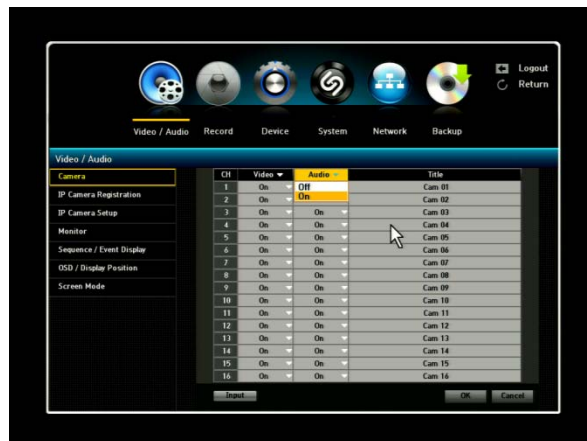 Logout
Return
Video / Audio Record Device System Network Backup
Video / Audio
Camera
IP Camera Registration
IP Camera Setup
Monitor
Sequence / Event Display
OSD / Display Position
Screen Mode
CH Video Audio Title
1 On Off Cam 01
2 On On Cam 02
3 On On Cam 03
4 On On Cam 04
5 On On Cam 05
6 On On Cam 06
7 On On Cam 07
8 On On Cam 08
9 On On Cam 09
10 On On Cam 10
11 On On Cam 11
12 On On Cam 12
13 On On Cam 13
14 On On Cam 14
15 On On Cam 15
16 On On Cam 16
Input OK Cancel